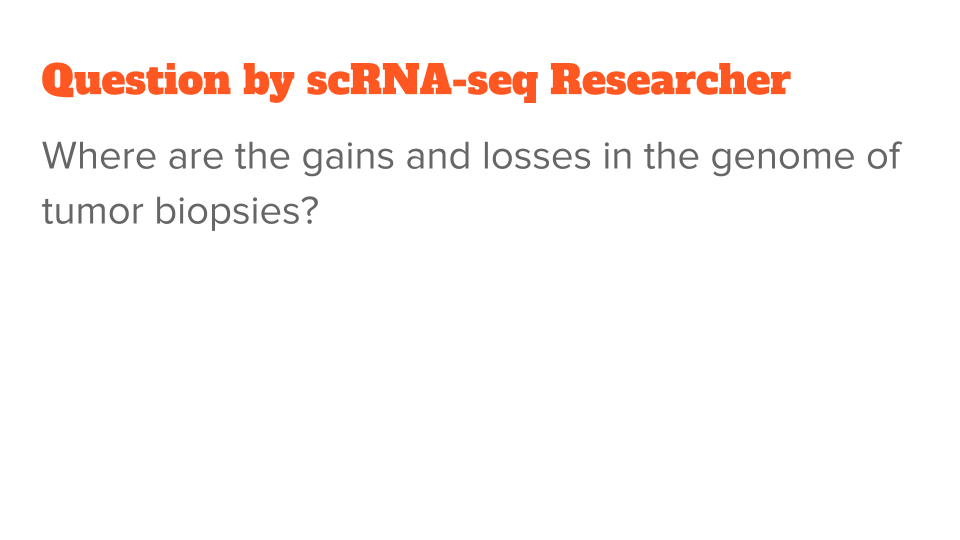 Question by scRNA-seq Researcher
Where are the gains and losses in the genome of
tumor biopsies?